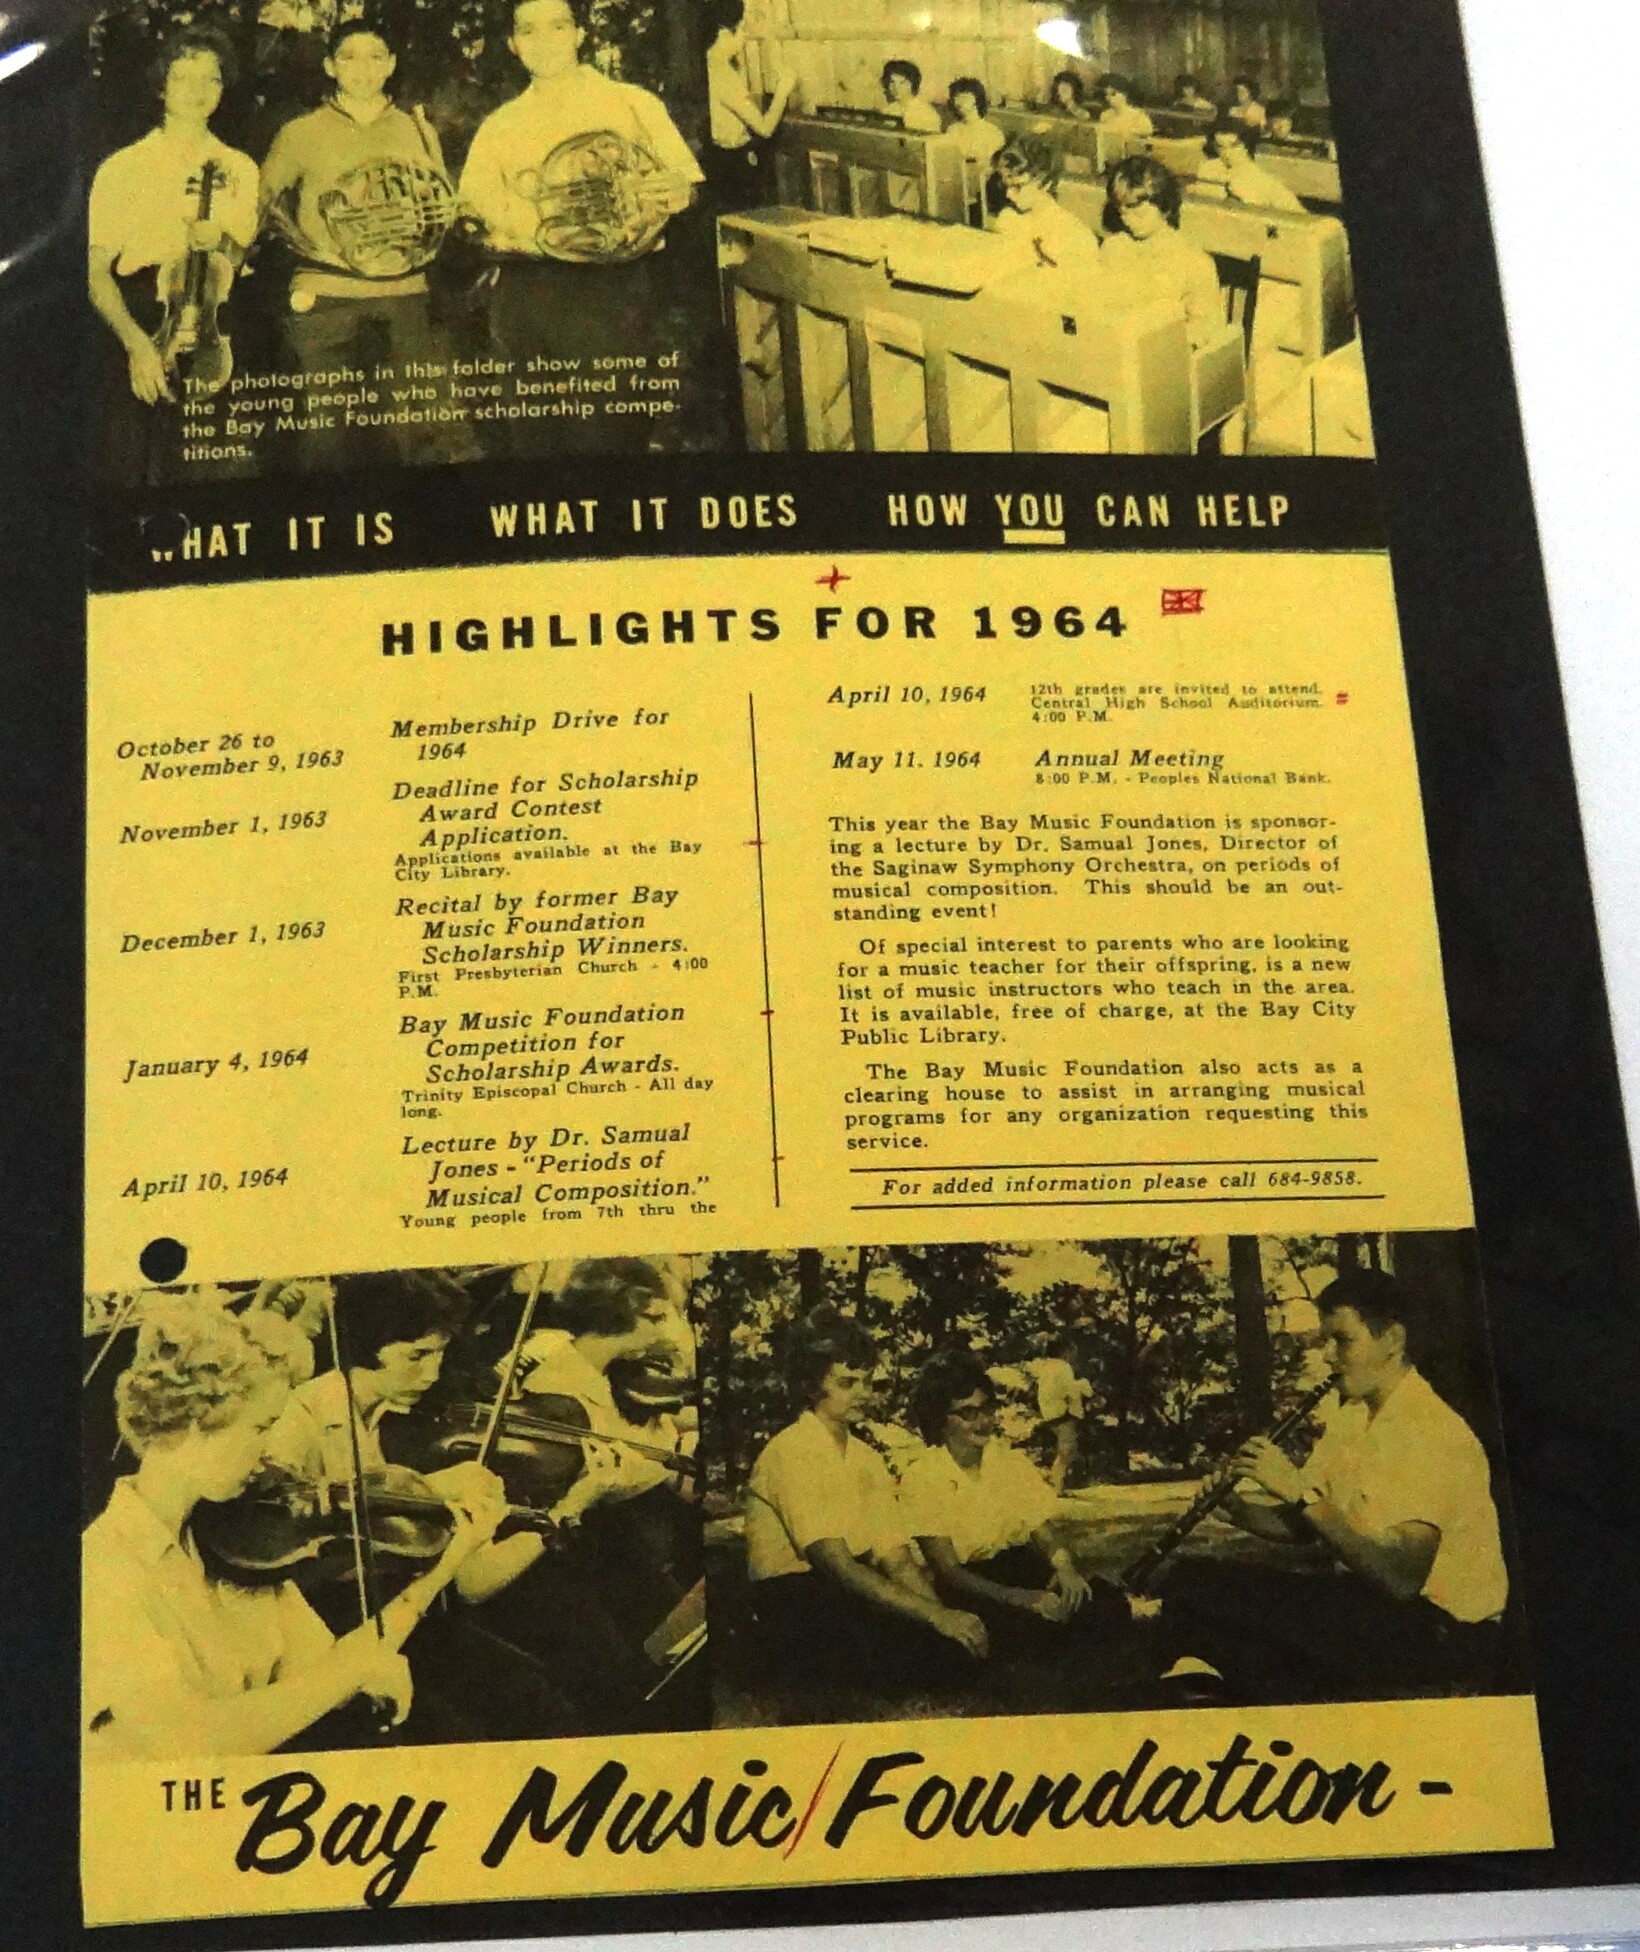 The photographs in this folder show some of
the young people who have benefited from
the Bay Music Foundation scholarship compe-
titions.
WHAT IT IS WHAT IT DOES HOW YOU CAN HELP
HIGHLIGHTS FOR 1964
October 26 to
November 9, 1963
Membership Drive for
1964
November 1, 1963
Deadline for Scholarship
Award Contest
Application.
Applications available at the Bay
City Library.
December 1, 1963
Recital by former Bay
Music Foundation
Scholarship Winners.
First Presbyterian Church - 4:00
P.M.
January 4, 1964
Bay Music Foundation
Competition for
Scholarship Awards.
Trinity Episcopal Church - All day
long.
April 10, 1964
Lecture by Dr. Samual
Jones - "Periods of
Musical Composition."
Young people from 7th thru the
April 10, 1964
12th grades are invited to attend.
Central High School Auditorium.
4:00 P.M.
May 11. 1964
Annual Meeting
8:00 P.M. - Peoples National Bank.
This year the Bay Music Foundation is sponsor-
ing a lecture by Dr. Samual Jones, Director of
the Saginaw Symphony Orchestra, on periods of
musical composition. This should be an out-
standing event!
Of special interest to parents who are looking
for a music teacher for their offspring, is a new
list of music instructors who teach in the area.
It is available, free of charge, at the Bay City
Public Library.
The Bay Music Foundation also acts as a
clearing house to assist in arranging musical
programs for any organization requesting this
service.
For added information please call 684-9858.
THE Bay Music/Foundation -